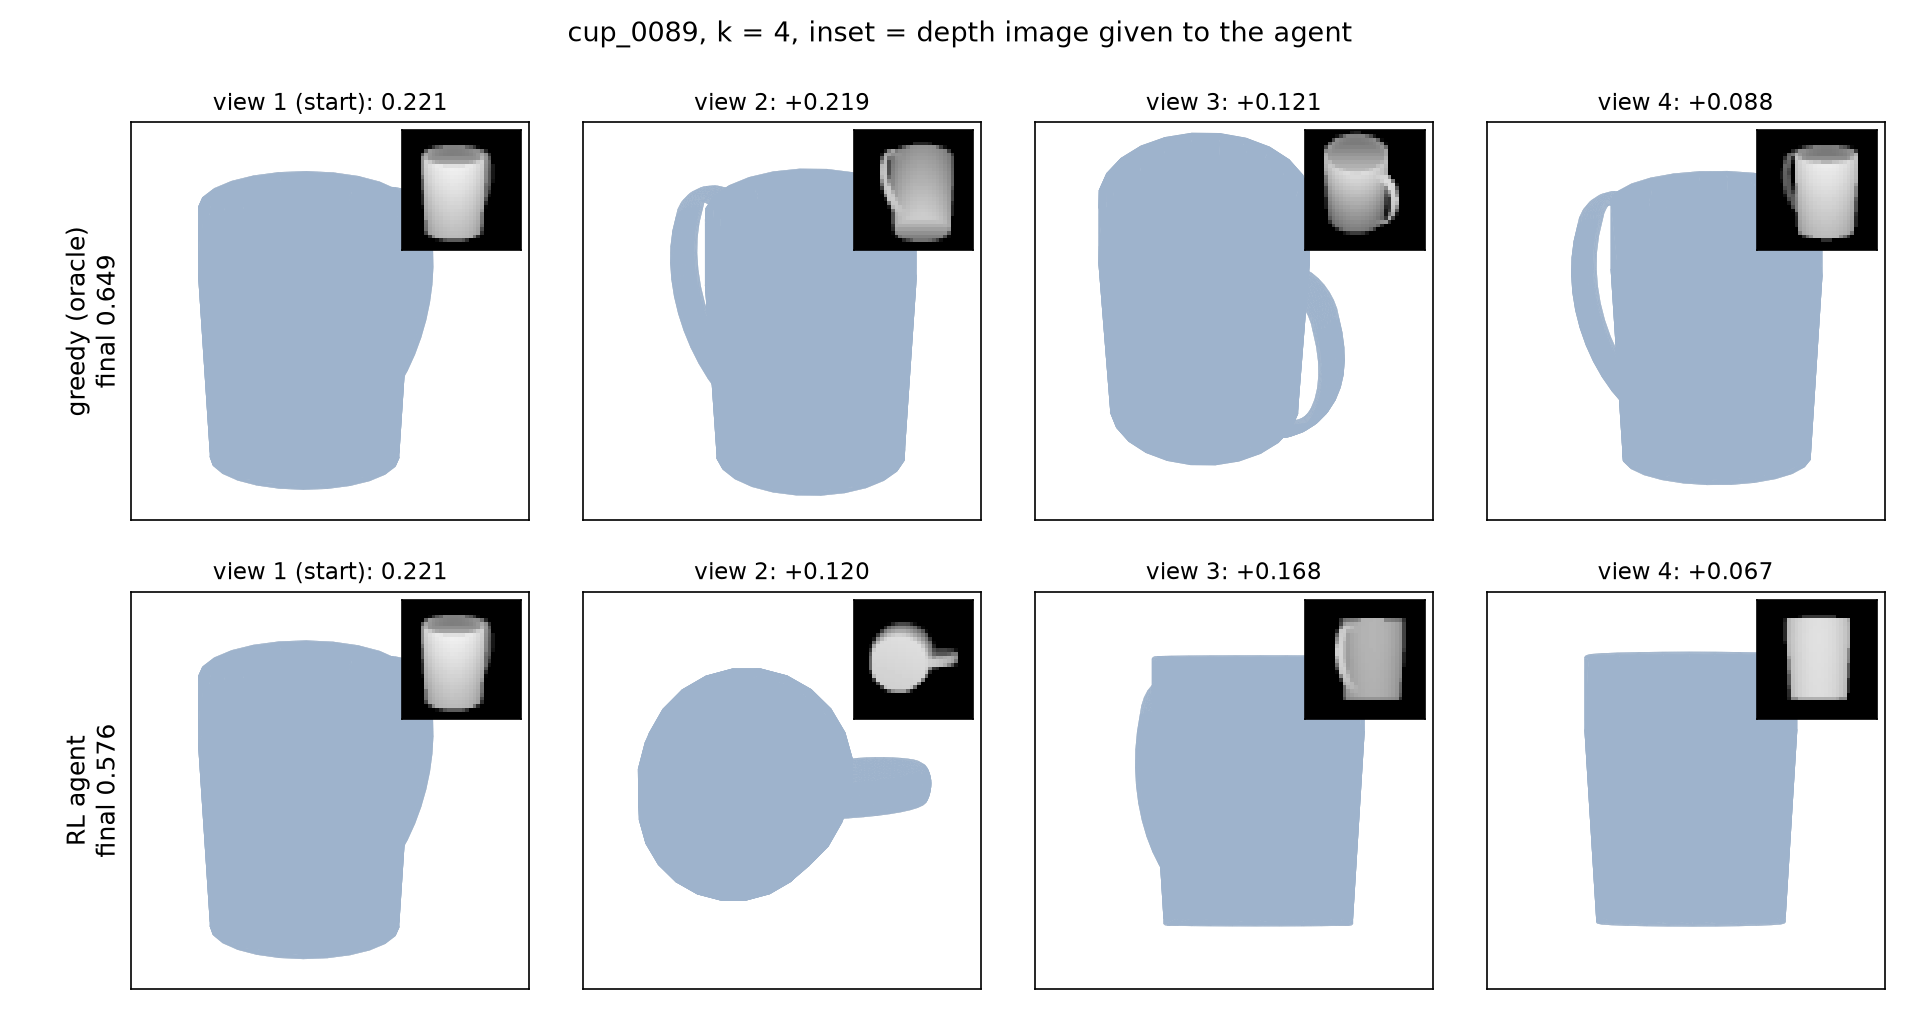 cup_0089, k = 4, inset = depth image given to the agent
view 1 (start): 0.221
view 2: +0.219
view 3: +0.121
view 4: +0.088
greedy (oracle)
final 0.649
view 1 (start): 0.221
view 2: +0.120
view 3: +0.168
view 4: +0.067
RL agent
final 0.576